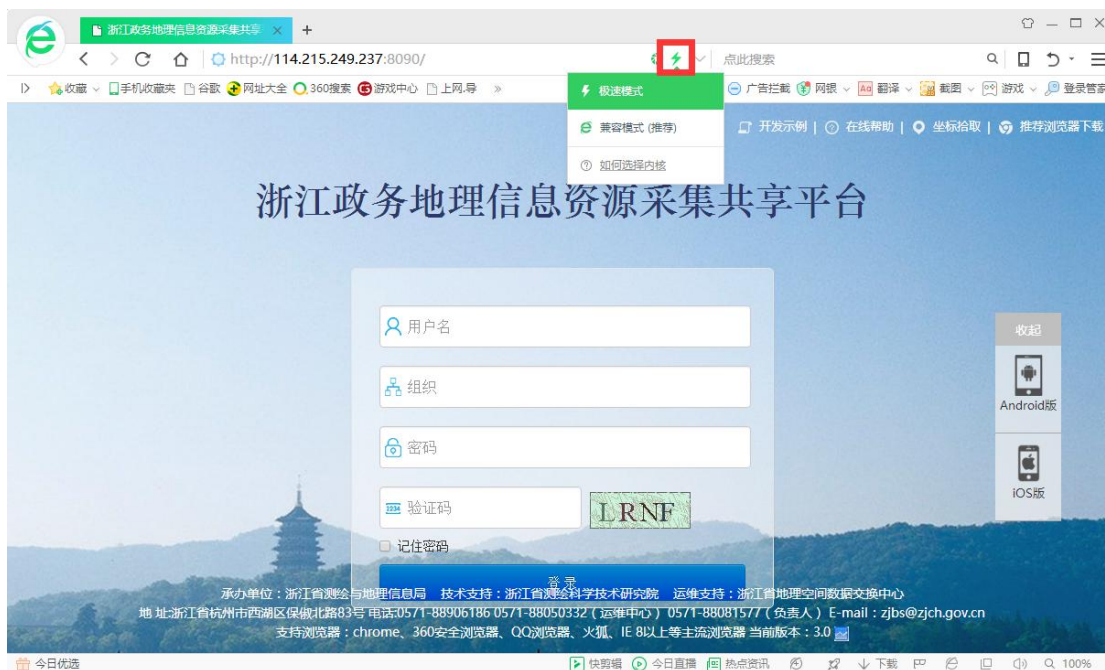 浙江政务地理信息资源采集共享
http://114.215.249.237:8090/
点此搜索
收藏 手机收藏夹 谷歌 网址大全 360搜索 游戏中心 上网.导 »
广告拦截 网银 翻译 截图 游戏 登录管家
极速模式
兼容模式 (推荐)
如何选择内核
开发示例 | 在线帮助 | 坐标拾取 | 推荐浏览器下载
浙江政务地理信息资源采集共享平台
用户名
组织
密码
验证码
LRNF
记住密码
登录
收起
Android版
iOS版
承办单位：浙江省测绘与地理信息局 技术支持：浙江省测绘科学技术研究院 运维支持：浙江省地理空间数据交换中心
地 址:浙江省杭州市西湖区保俶北路83号 电话:0571-88906186 0571-88050332 ( 运维中心 ) 0571-88081577 ( 负责人 ) E-mail：zjbs@zjch.gov.cn
支持浏览器：chrome、360安全浏览器、QQ浏览器、火狐、IE 8以上等主流浏览器 当前版本：3.0
今日优选
快剪辑 今日直播 热点资讯 下载 100%